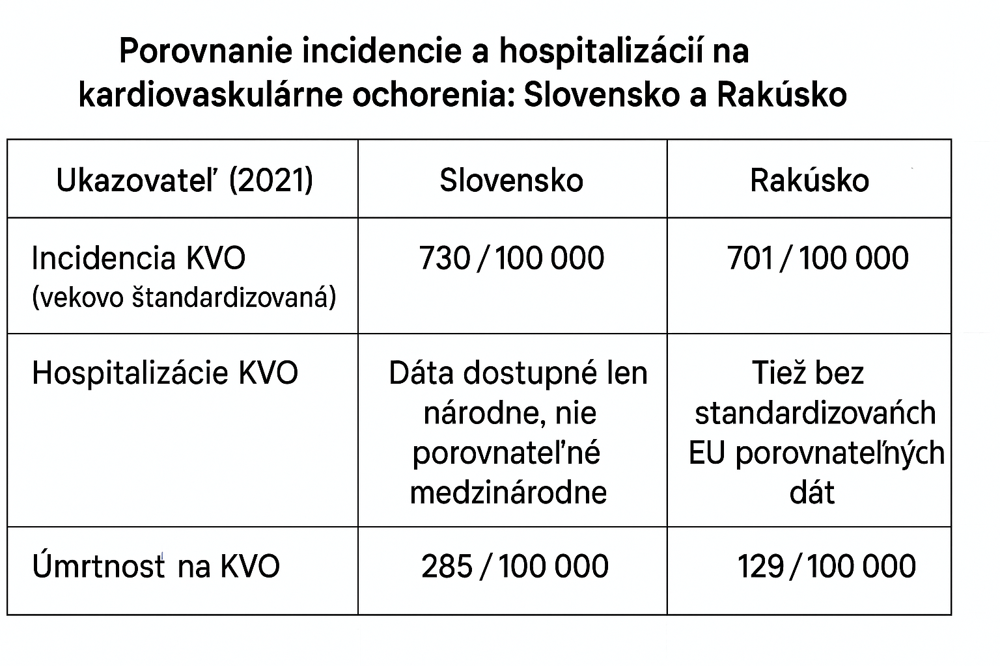 Porovnanie incidencie a hospitalizácií na
kardiovaskulárne ochorenia: Slovensko a Rakúsko
Ukazovateľ (2021)
Slovensko
Rakúsko
Incidencia KVO
(vekovo štandardizovaná)
730 / 100 000
701 / 100 000
Hospitalizácie KVO
Dáta dostupné len
národne, nie
porovnateľné
medzinárodne
Tiež bez
standardizovańch
EU porovnateľných
dát
Úmrtnosť na KVO
285 / 100 000
129 / 100 000